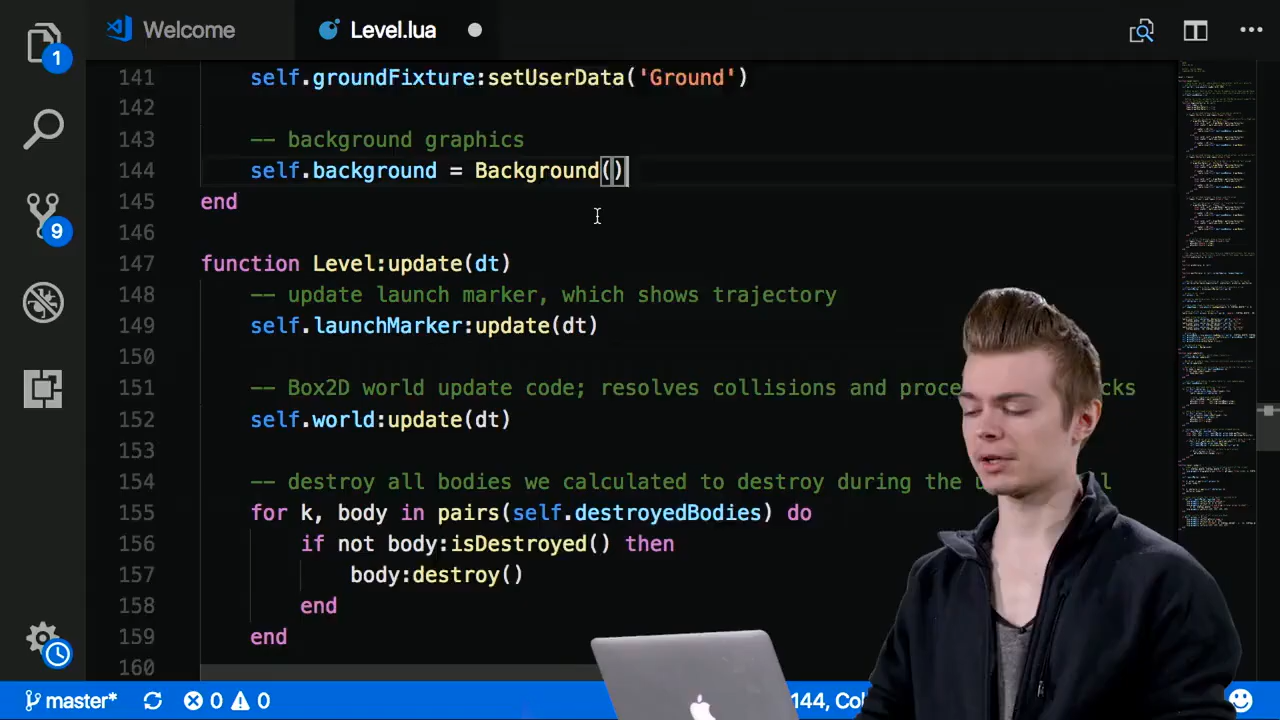 1
9
Welcome
Level.lua
141 self.groundFixture:setUserData('Ground')
142
143 -- background graphics
144 self.background = Background()
145 end
146
147 function Level:update(dt)
148 -- update launch marker, which shows trajectory
149 self.launchMarker:update(dt)
150
151 -- Box2D world update code; resolves collisions and
152 self.world:update(dt)
153
154 -- destroy all bodies we calculated to destroy during the
155 for k, body in pairs(self.destroyedBodies) do
156 if not body:isDestroyed() then
157 body:destroy()
158 end
159 end
160
master* 0 0 144,